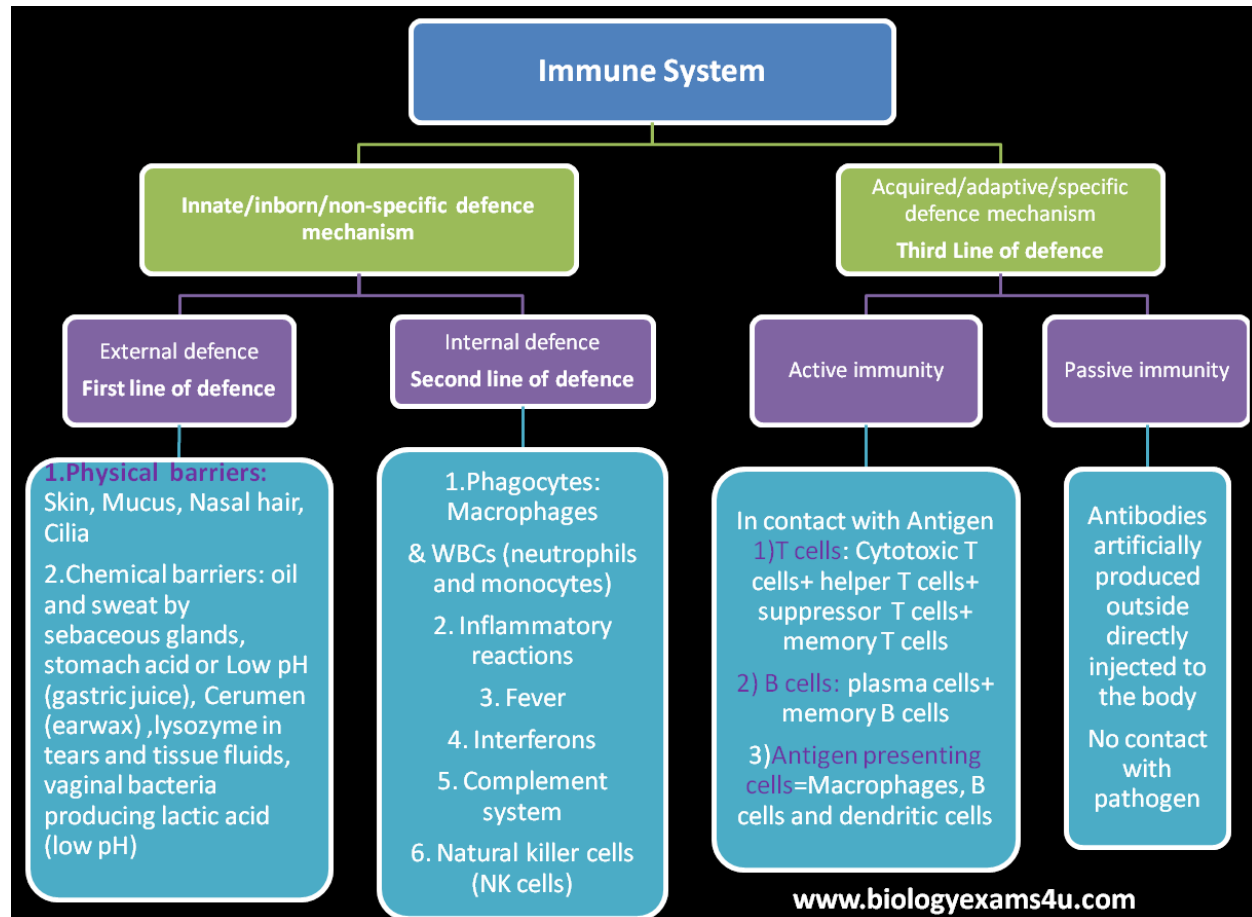 Immune System
Innate/inborn/non-specific defence
mechanism
Acquired/adaptive/specific
defence mechanism
Third Line of defence
External defence
First line of defence
Internal defence
Second line of defence
Active immunity
Passive immunity
1.Physical barriers:
Skin, Mucus, Nasal hair,
Cilia
2.Chemical barriers: oil
and sweat by
sebaceous glands,
stomach acid or Low pH
(gastric juice), Cerumen
(earwax) ,lysozyme in
tears and tissue fluids,
vaginal bacteria
producing lactic acid
(low pH)
1.Phagocytes:
Macrophages
& WBCs (neutrophils
and monocytes)
2. Inflammatory
reactions
3. Fever
4. Interferons
5. Complement
system
6. Natural killer cells
(NK cells)
In contact with Antigen
1)T cells: Cytotoxic T
cells+ helper T cells+
suppressor T cells+
memory T cells
2) B cells: plasma cells+
memory B cells
3)Antigen presenting
cells=Macrophages, B
cells and dendritic cells
Antibodies
artificially
produced
outside
directly
injected to
the body
No contact
with
pathogen
www.biologyexams4u.com